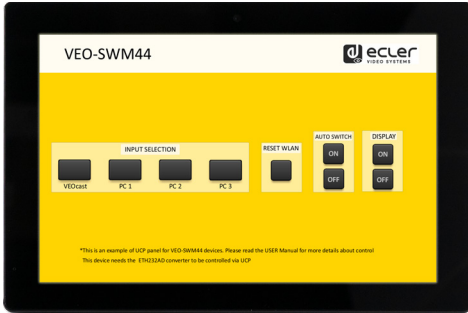 VEO-SWM44
ecler
VIDEO SYSTEMS
INPUT SELECTION
VEOcast
PC 1
PC 2
PC 3
RESET WLAN
AUTO SWITCH
ON
OFF
DISPLAY
ON
OFF
*This is an example of UCP panel for VEO-SWM44 devices. Please read the USER Manual for more details about control
This device needs the ETH232AD converter to be controlled via UCP